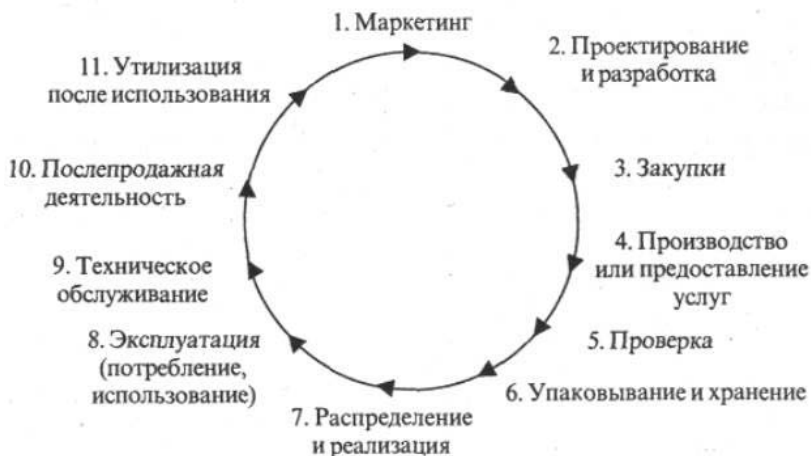 1. Маркетинг
2. Проектирование
и разработка
3. Закупки
4. Производство
или предоставление
услуг
5. Проверка
6. Упаковывание и хранение
7. Распределение
и реализация
8. Эксплуатация
(потребление,
использование)
9. Техническое
обслуживание
10. Послепродажная
деятельность
11. Утилизация
после использования